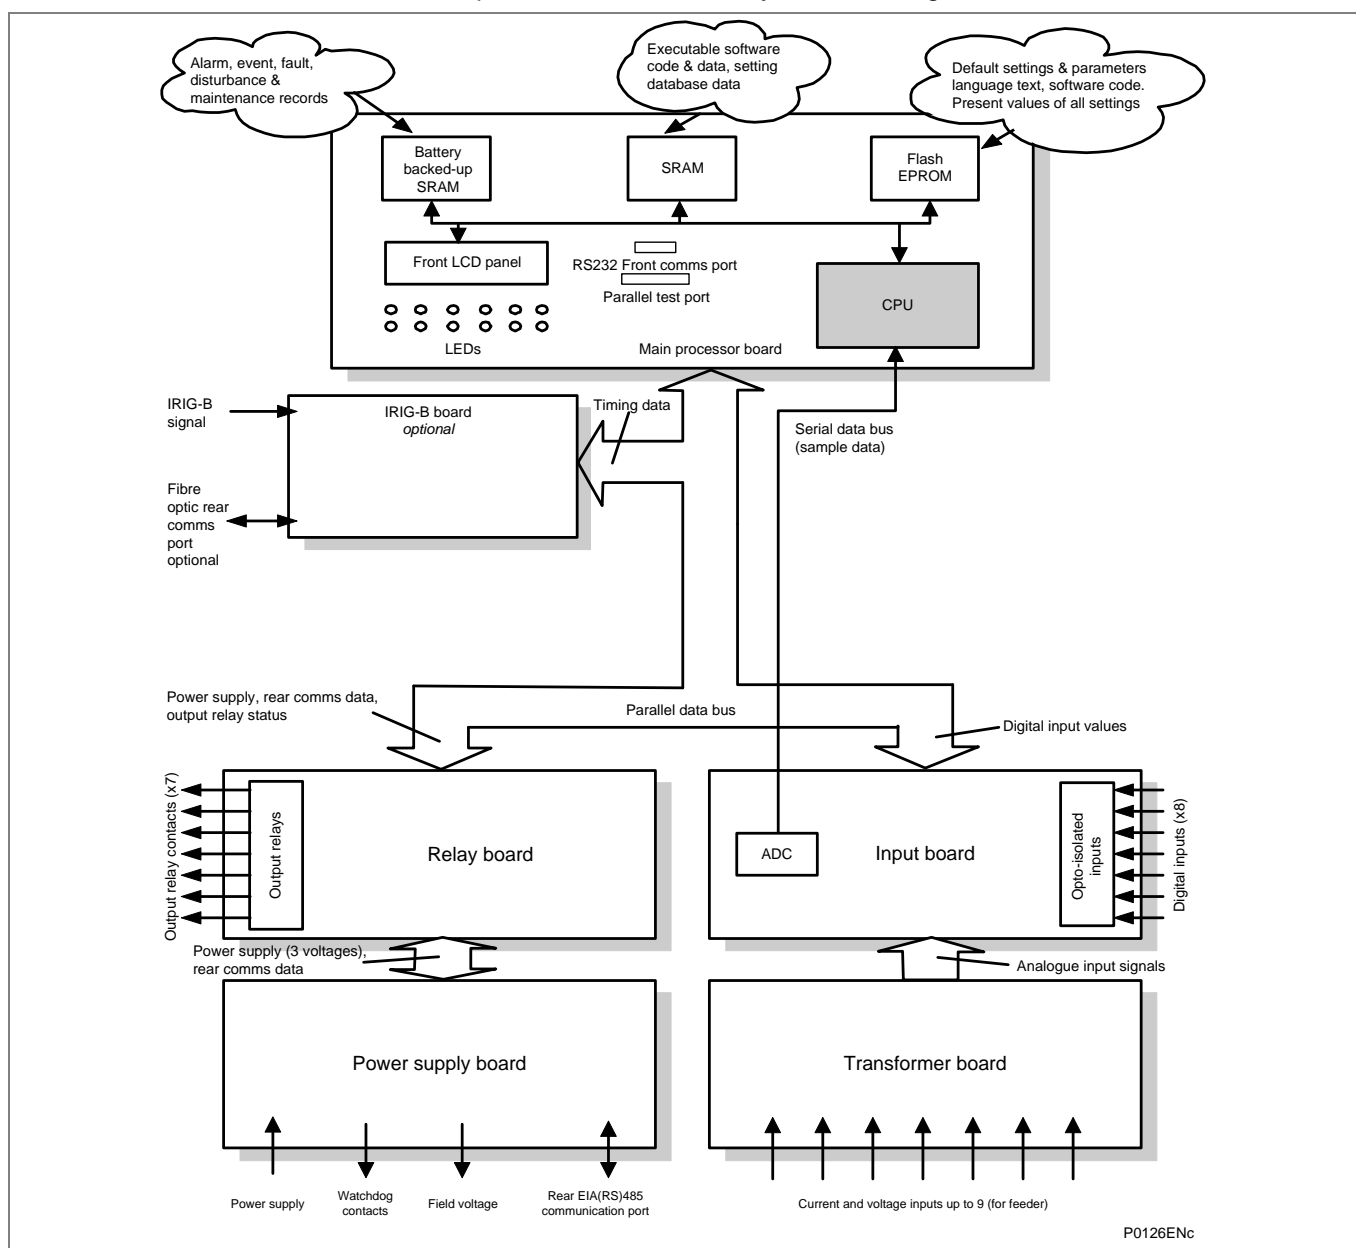 Alarm, event, fault,
disturbance &
maintenance records
Executable software
code & data, setting
database data
Default settings & parameters
language text, software code.
Present values of all settings
Battery
backed-up
SRAM
SRAM
Flash
EPROM
Front LCD panel
RS232 Front comms port
Parallel test port
CPU
LEDs
Main processor board
IRIG-B
signal
IRIG-B board
optional
Timing data
Serial data bus
(sample data)
Fibre
optic rear
comms
port
optional
Power supply, rear comms data,
output relay status
Parallel data bus
Digital input values
Output relay contacts (x7)
Output relays
Relay board
ADC
Input board
Opto-isolated
inputs
Digital inputs (x8)
Power supply (3 voltages),
rear comms data
Analogue input signals
Power supply board
Transformer board
Power supply
Watchdog
contacts
Field voltage
Rear EIA(RS)485
communication port
Current and voltage inputs up to 9 (for feeder)
P0126ENc